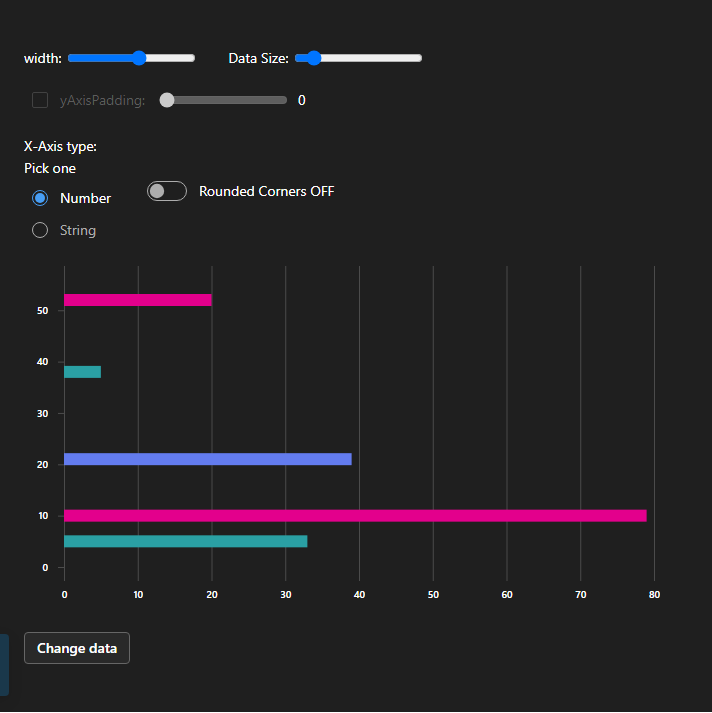 width: Data Size:
yAxisPadding: 0
X-Axis type:
Pick one
Number Rounded Corners OFF
String
50
40
30
20
10
0
0 10 20 30 40 50 60 70 80
Change data